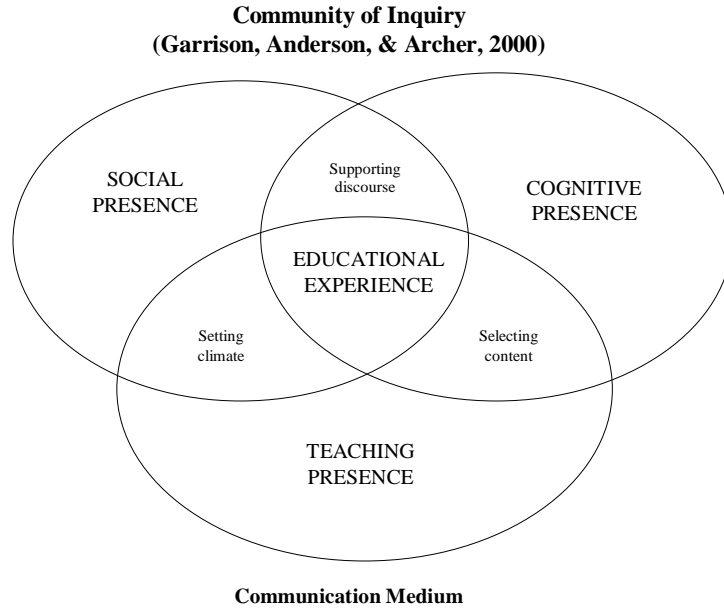 Community of Inquiry
(Garrison, Anderson, & Archer, 2000)
Supporting
discourse
SOCIAL
PRESENCE
COGNITIVE
PRESENCE
EDUCATIONAL
EXPERIENCE
Setting
climate
Selecting
content
TEACHING
PRESENCE
Communication Medium